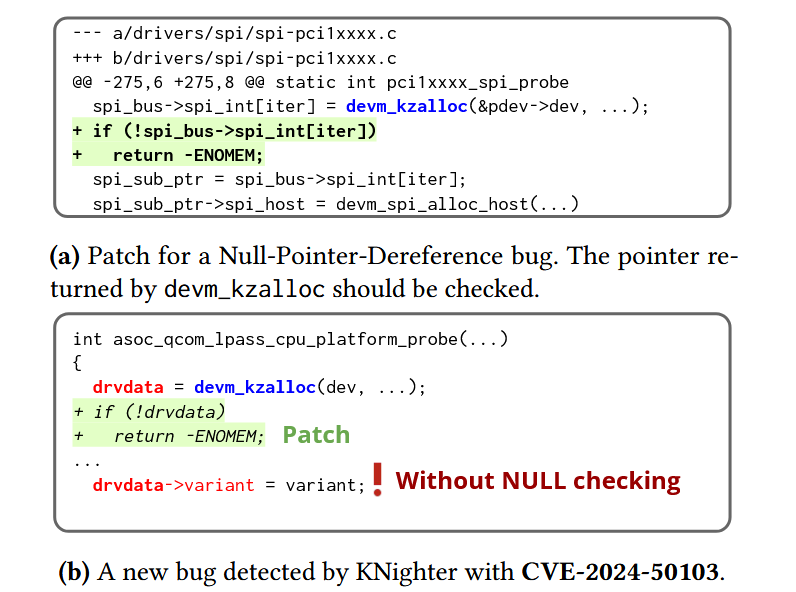 --- a/drivers/spi/spi-pci1xxxx.c
+++ b/drivers/spi/spi-pci1xxxx.c
@@ -275,6 +275,8 @@ static int pci1xxxx_spi_probe
  spi_bus->spi_int[iter] = devm_kzalloc(&pdev->dev, ...);
+ if (!spi_bus->spi_int[iter])
+   return -ENOMEM;
  spi_sub_ptr = spi_bus->spi_int[iter];
  spi_sub_ptr->spi_host = devm_spi_alloc_host(...)
(a) Patch for a Null-Pointer-Dereference bug. The pointer re-
turned by devm_kzalloc should be checked.
int asoc_qcom_lpass_cpu_platform_probe(...)
{
  drvdata = devm_kzalloc(dev, ...);
+ if (!drvdata)
+   return -ENOMEM; Patch
...
  drvdata->variant = variant; ! Without NULL checking
(b) A new bug detected by KNighter with CVE-2024-50103.